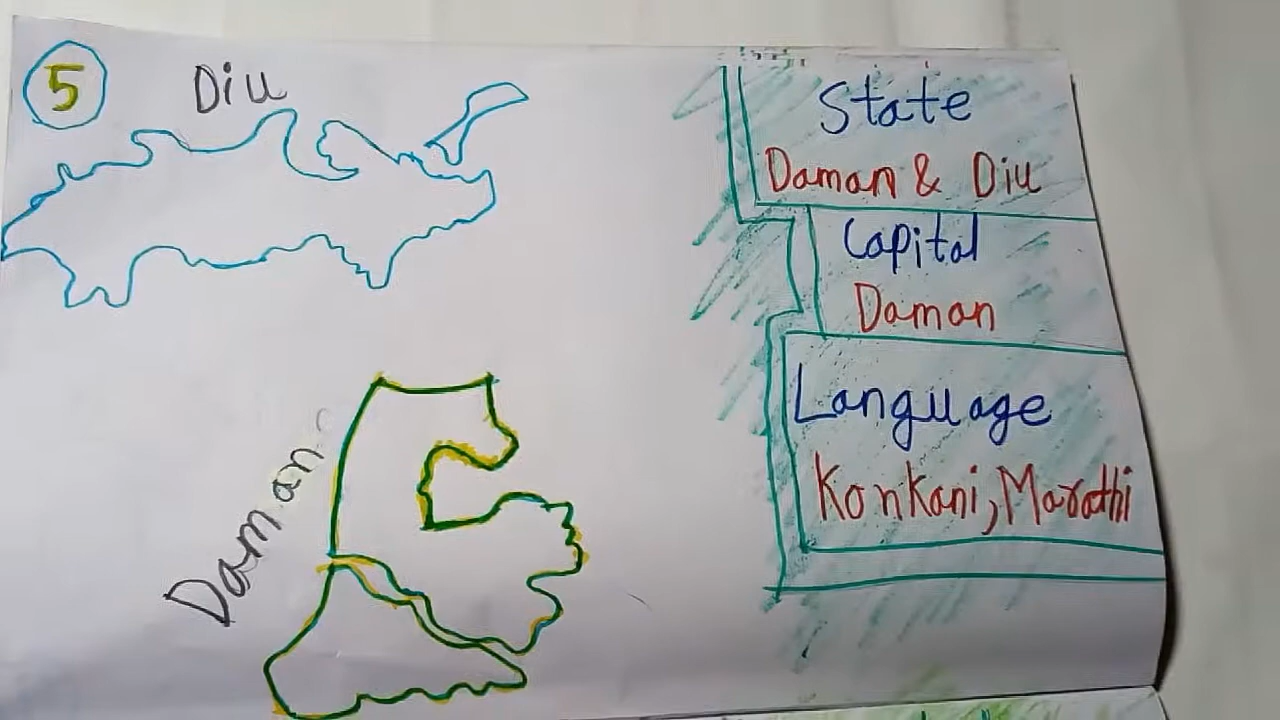 5
Diu
State
Daman & Diu
Capital
Daman
Language
Konkani, Marathi
Daman